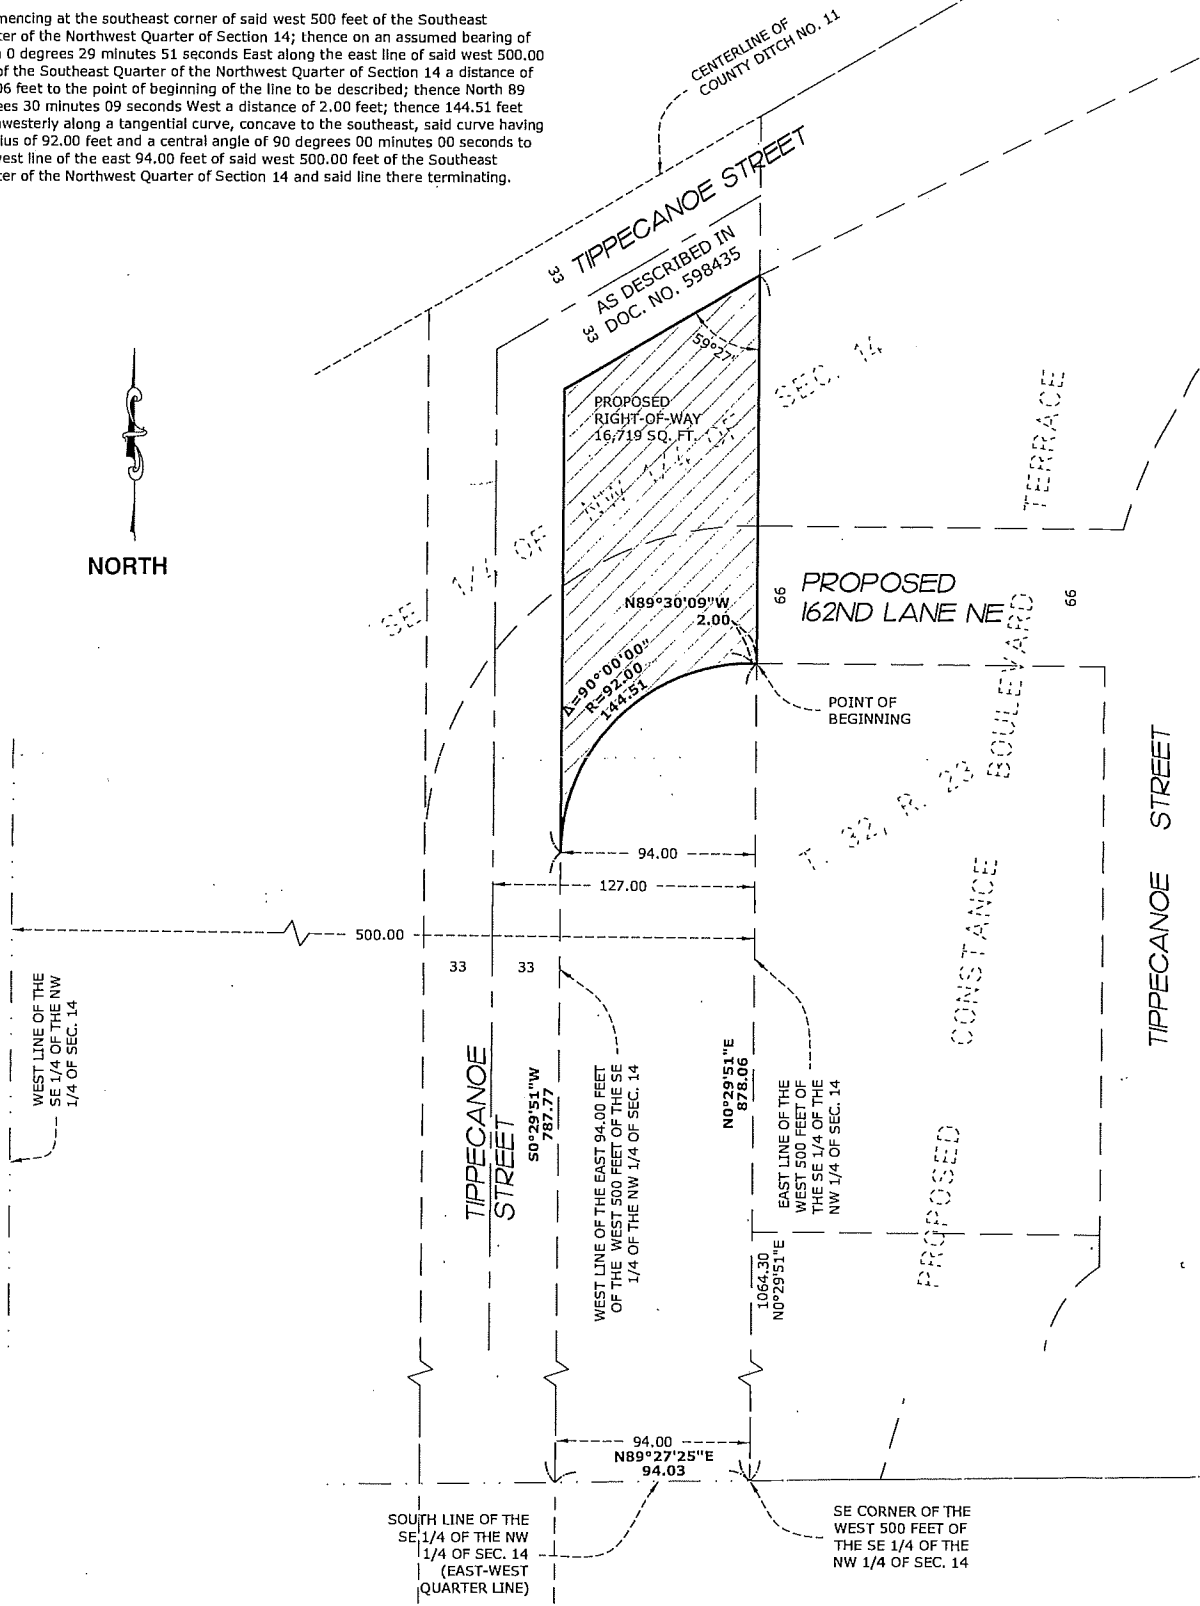 mencing at the southeast corner of said west 500 feet of the Southeast
ter of the Northwest Quarter of Section 14; thence on an assumed bearing of
0 degrees 29 minutes 51 seconds East along the east line of said west 500.00
of the Southeast Quarter of the Northwest Quarter of Section 14 a distance of
06 feet to the point of beginning of the line to be described; thence North 89
ees 30 minutes 09 seconds West a distance of 2.00 feet; thence 144.51 feet
westerly along a tangential curve, concave to the southeast, said curve having
ius of 92.00 feet and a central angle of 90 degrees 00 minutes 00 seconds to
est line of the east 94.00 feet of said west 500.00 feet of the Southeast
ter of the Northwest Quarter of Section 14 and said line there terminating.
CENTERLINE OF
COUNTY DITCH NO. 11
33
TIPPECANOE STREET
33
AS DESCRIBED IN
DOC. NO. 598435
59°27'
NORTH
PROPOSED
RIGHT-OF-WAY
16,719 SQ. FT.
SE 1/4 OF NW 1/4 OF SEC. 14
N89°30'09"W
2.00
66
PROPOSED
162ND LANE NE
66
Δ=90°00'00"
R=92.00
144.51
POINT OF
BEGINNING
T. 32, R. 23
PROPOSED CONSTANCE BOULEVARD TERRACE
TIPPECANOE STREET
94.00
127.00
500.00
33
33
WEST LINE OF THE
SE 1/4 OF THE NW
1/4 OF SEC. 14
TIPPECANOE
STREET
S0°29'51"W
787.77
WEST LINE OF THE EAST 94.00 FEET
OF THE WEST 500 FEET OF THE SE
1/4 OF THE NW 1/4 OF SEC. 14
N0°29'51"E
878.06
EAST LINE OF THE
WEST 500 FEET OF
THE SE 1/4 OF THE
NW 1/4 OF SEC. 14
1064.30
N0°29'51"E
94.00
N89°27'25"E
94.03
SOUTH LINE OF THE
SE 1/4 OF THE NW
1/4 OF SEC. 14
(EAST-WEST
QUARTER LINE)
SE CORNER OF THE
WEST 500 FEET OF
THE SE 1/4 OF THE
NW 1/4 OF SEC. 14